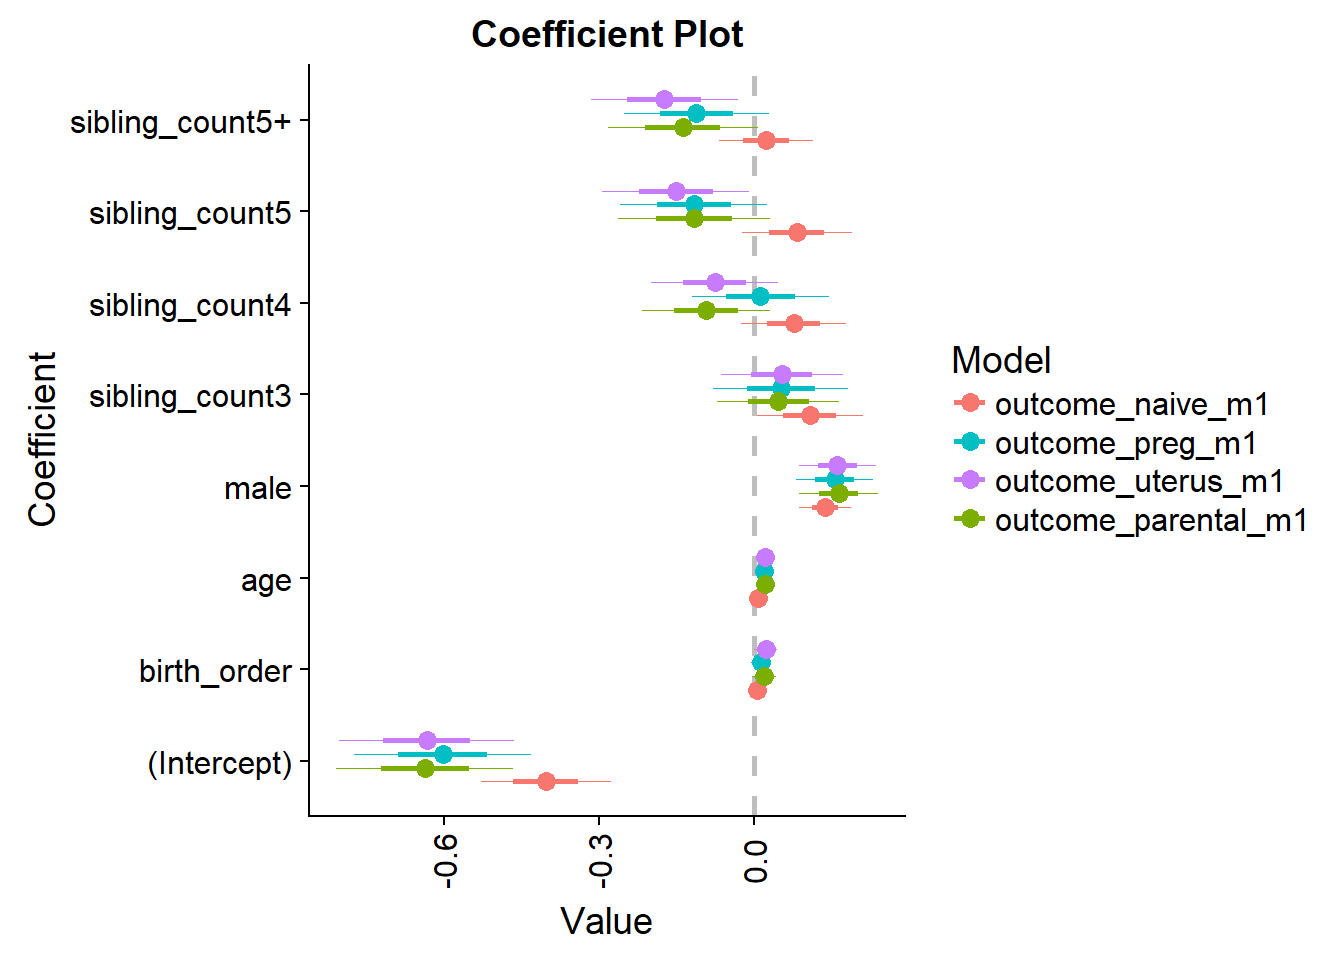 Coefficient Plot
Coefficient
sibling_count5+
sibling_count5
sibling_count4
sibling_count3
male
age
birth_order
(Intercept)
-0.6
-0.3
0.0
Value
Model
outcome_naive_m1
outcome_preg_m1
outcome_uterus_m1
outcome_parental_m1